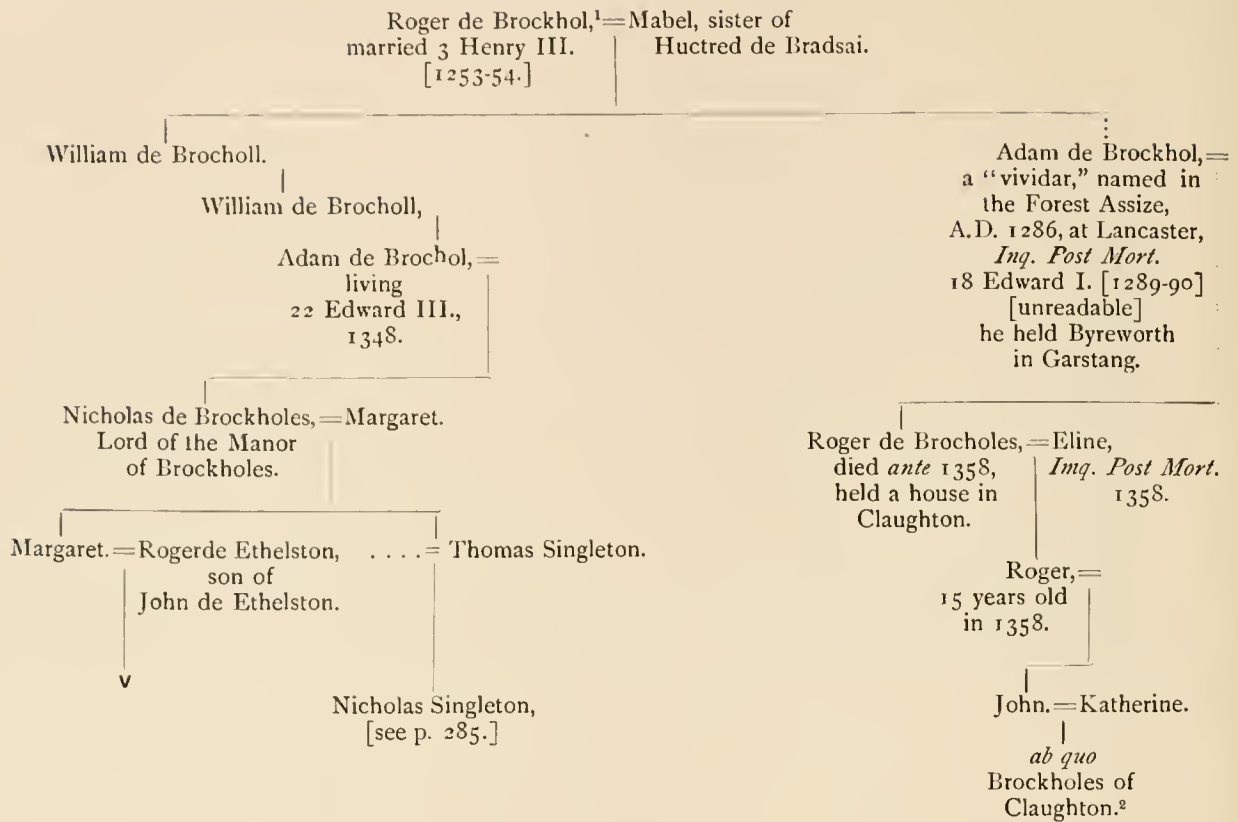 Roger de Brockhol,¹=Mabel, sister of
married 3 Henry III. Huctred de Bradsai.
[1253-54.]
William de Brocholl.
William de Brocholl,
Adam de Brochol,=
living
22 Edward III.,
1348.
Nicholas de Brockholes,=Margaret.
Lord of the Manor
of Brockholes.
Margaret.=Rogerde Ethelston, ....= Thomas Singleton.
son of
John de Ethelston.
v
Nicholas Singleton,
[see p. 285.]
Adam de Brockhol,=
a "vividar," named in
the Forest Assize,
A.D. 1286, at Lancaster,
Inq. Post Mort.
18 Edward I. [1289-90]
[unreadable]
he held Byreworth
in Garstang.
Roger de Brocholes,=Eline,
died ante 1358, Imq. Post Mort.
held a house in 1358.
Claughton.
Roger,=
15 years old
in 1358.
John.=Katherine.
ab quo
Brockholes of
Claughton.²